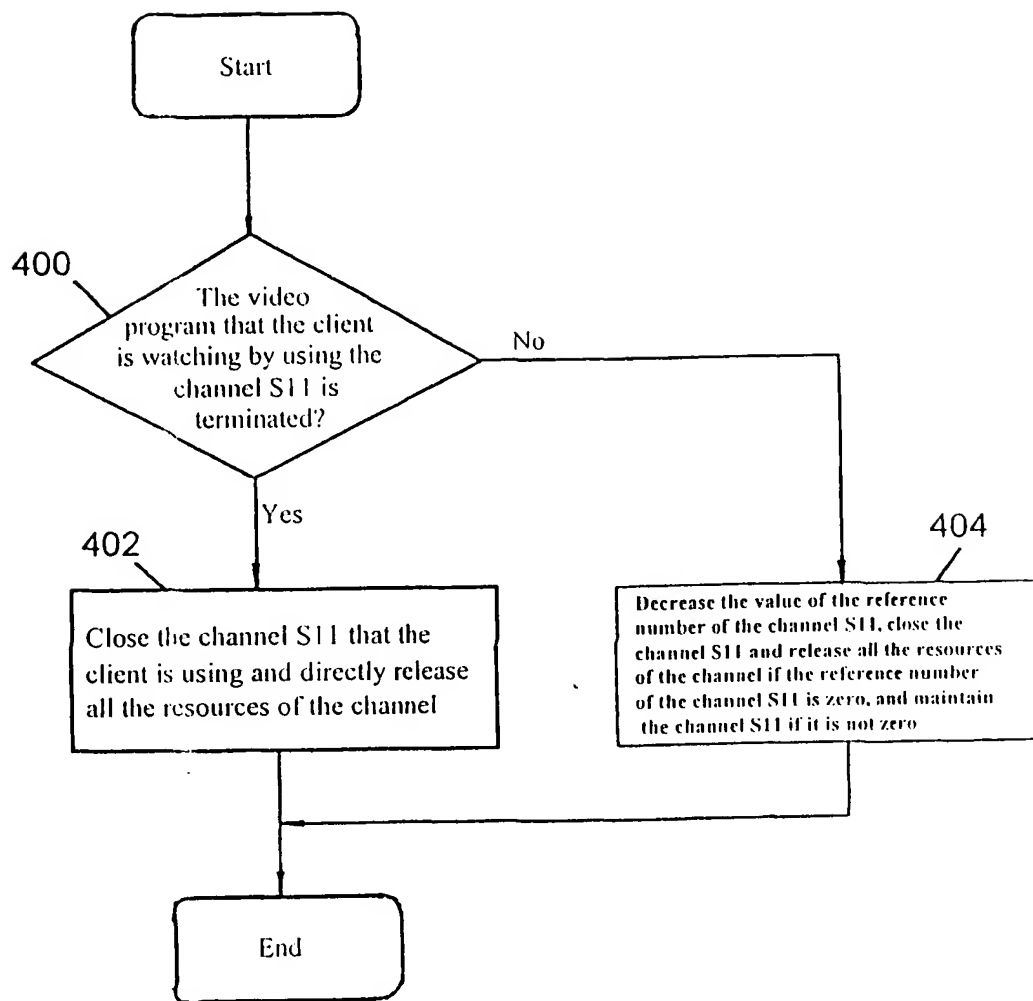 Start
400
The video
program that the client
is watching by using the
channel S11 is
terminated?
No
Yes
402
Close the channel S11 that the
client is using and directly release
all the resources of the channel
404
Decrease the value of the reference
number of the channel S11, close the
channel S11 and release all the resources
of the channel if the reference number
of the channel S11 is zero, and maintain
the channel S11 if it is not zero
End